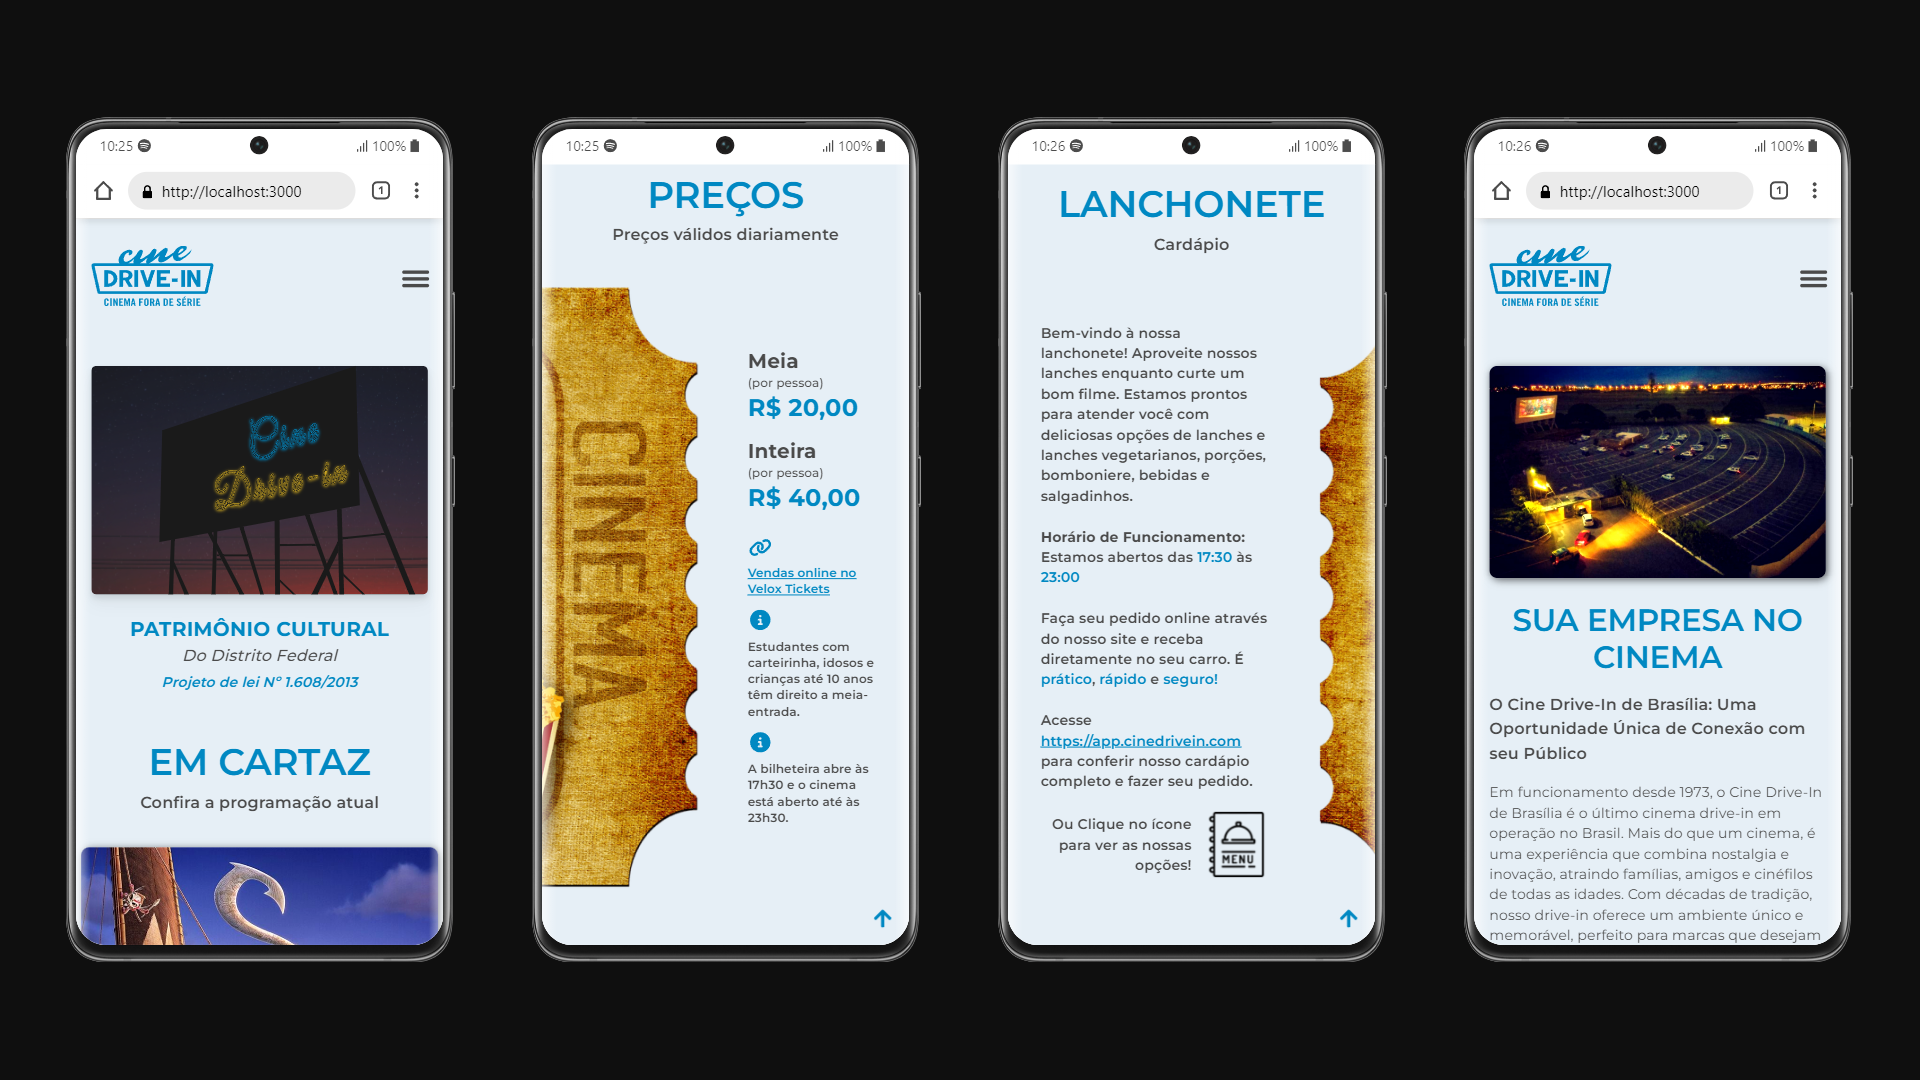 10:25
100%
http://localhost:3000
1
cine
DRIVE-IN
CINEMA FORA DE SÉRIE
Cine
Drive-in
PATRIMÔNIO CULTURAL
Do Distrito Federal
Projeto de lei Nº 1.608/2013
EM CARTAZ
Confira a programação atual
10:25
100%
PREÇOS
Preços válidos diariamente
CINEMA
Meia
(por pessoa)
R$ 20,00
Inteira
(por pessoa)
R$ 40,00
Vendas online no
Velox Tickets
Estudantes com
carteirinha, idosos e
crianças até 10 anos
têm direito a meia-
entrada.
A bilheteira abre às
17h30 e o cinema
está aberto até às
23h30.
10:26
100%
LANCHONETE
Cardápio
Bem-vindo à nossa
lanchonete! Aproveite nossos
lanches enquanto curte um
bom filme. Estamos prontos
para atender você com
deliciosas opções de lanches e
lanches vegetarianos, porções,
bomboniere, bebidas e
salgadinhos.
Horário de Funcionamento:
Estamos abertos das 17:30 às
23:00
Faça seu pedido online através
do nosso site e receba
diretamente no seu carro. É
prático, rápido e seguro!
Acesse
https://app.cinedrivein.com
para conferir nosso cardápio
completo e fazer seu pedido.
Ou Clique no ícone
para ver as nossas
opções!
MENU
10:26
100%
http://localhost:3000
1
cine
DRIVE-IN
CINEMA FORA DE SÉRIE
SUA EMPRESA NO
CINEMA
O Cine Drive-In de Brasília: Uma
Oportunidade Única de Conexão com
seu Público
Em funcionamento desde 1973, o Cine Drive-In
de Brasília é o último cinema drive-in em
operação no Brasil. Mais do que um cinema, é
uma experiência que combina nostalgia e
inovação, atraindo famílias, amigos e cinéfilos
de todas as idades. Com décadas de tradição,
nosso drive-in oferece um ambiente único e
memorável, perfeito para marcas que desejam